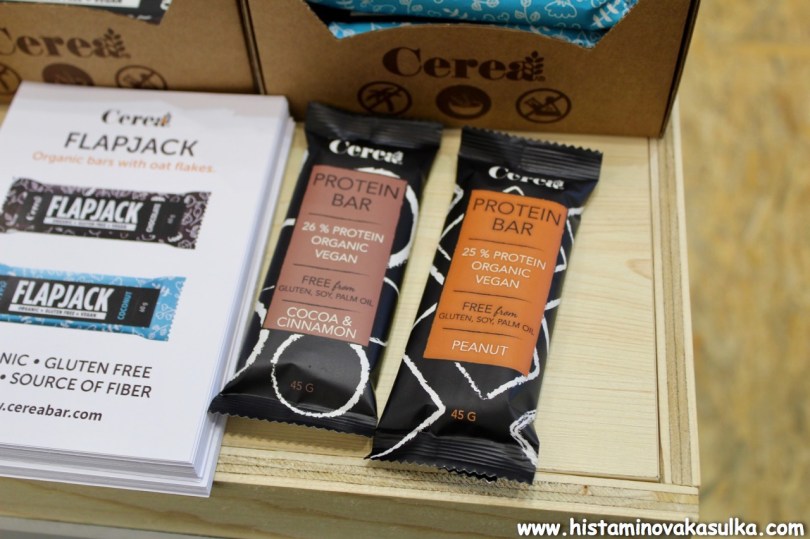 Cerea
Cerea
Cerea
FLAPJACK
Organic bars with oat flakes.
Cerea
FLAPJACK
FLAPJACK
COCONUT
NIC • GLUTEN FREE
• SOURCE OF FIBER
w.cereabar.com
Cerea
PROTEIN
BAR
26 % PROTEIN
ORGANIC
VEGAN
FREE from
GLUTEN, SOY, PALM OIL
COCOA &
CINNAMON
45 G
Cerea
PROTEIN
BAR
25 % PROTEIN
ORGANIC
VEGAN
FREE from
GLUTEN, SOY, PALM OIL
PEANUT
45 G
www.histaminovakasulka.com